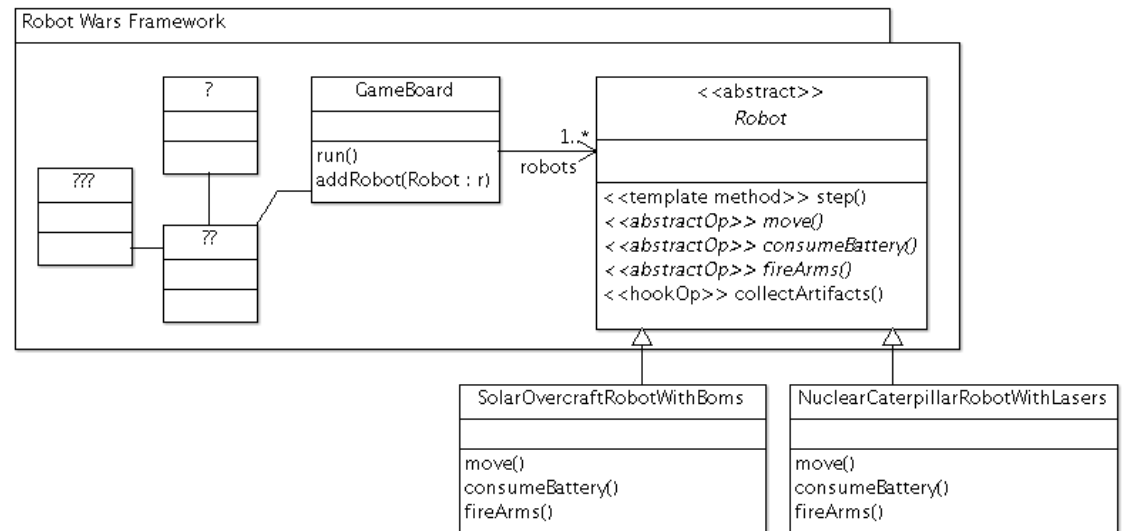 Robot Wars Framework
?
GameBoard
run()
addRobot(Robot : r)
1..*
robots
<<abstract>>
Robot
<<template method>> step()
<<abstractOp>> move()
<<abstractOp>> consumeBattery()
<<abstractOp>> fireArms()
<<hookOp>> collectArtifacts()
???
??
SolarOvercraftRobotWithBoms
move()
consumeBattery()
fireArms()
NuclearCaterpillarRobotWithLasers
move()
consumeBattery()
fireArms()